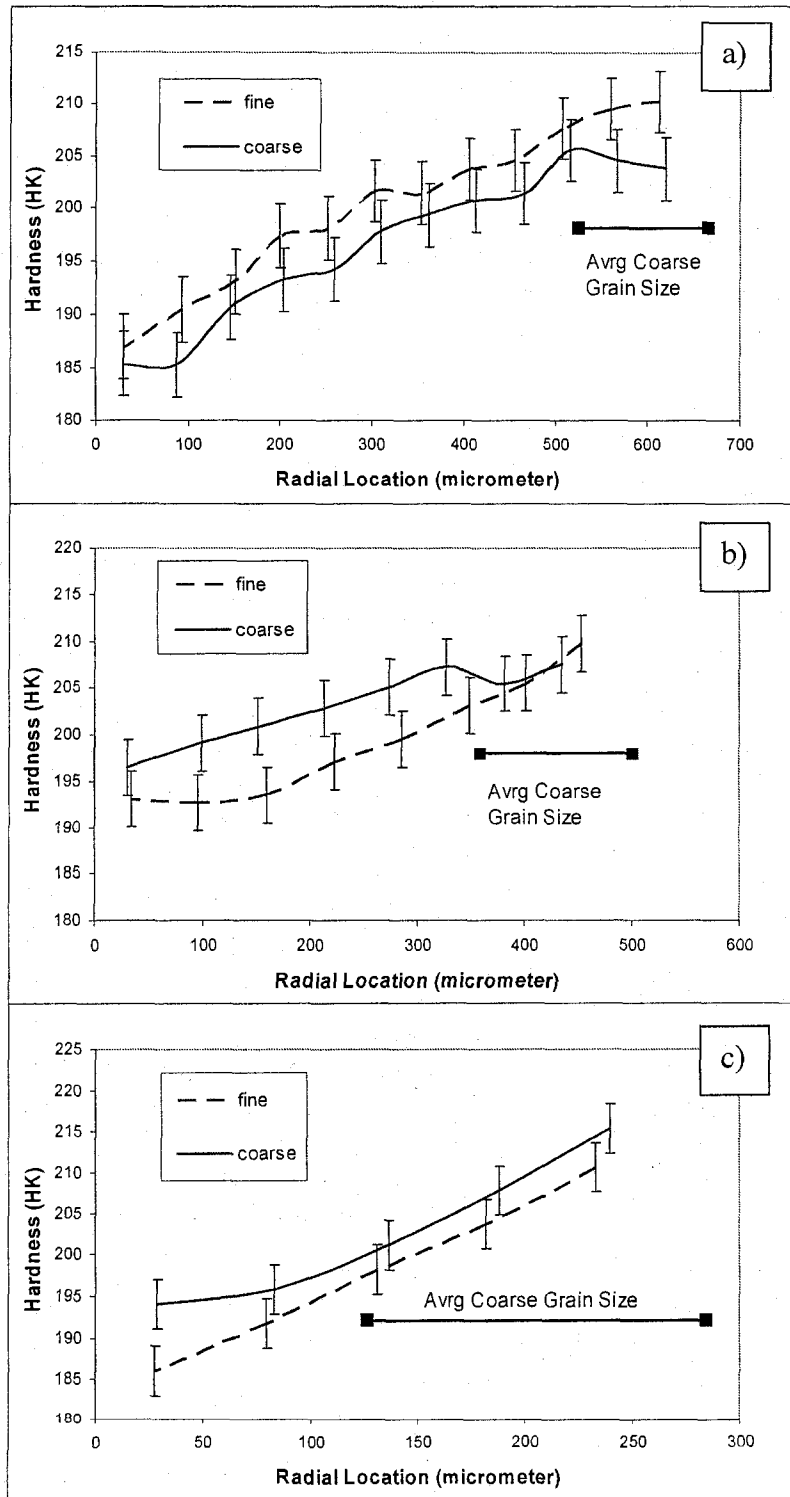 a)
215
210
205
200
195
190
185
180
Hardness (HK)
fine
coarse
Avrg Coarse
Grain Size
0 100 200 300 400 500 600 700
Radial Location (micrometer)
b)
220
215
210
205
200
195
190
185
180
Hardness (HK)
fine
coarse
Avrg Coarse
Grain Size
0 100 200 300 400 500 600
Radial Location (micrometer)
c)
225
220
215
210
205
200
195
190
185
180
Hardness (HK)
fine
coarse
Avrg Coarse Grain Size
0 50 100 150 200 250 300
Radial Location (micrometer)